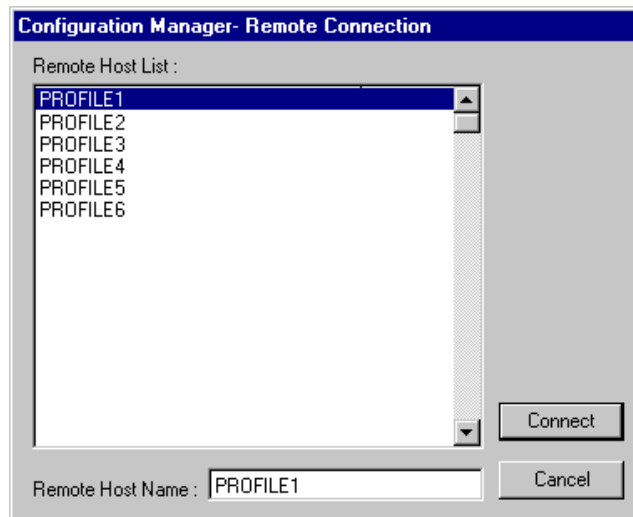 Configuration Manager- Remote Connection
Remote Host List :
PROFILE1
PROFILE2
PROFILE3
PROFILE4
PROFILE5
PROFILE6
Connect
Remote Host Name : PROFILE1
Cancel